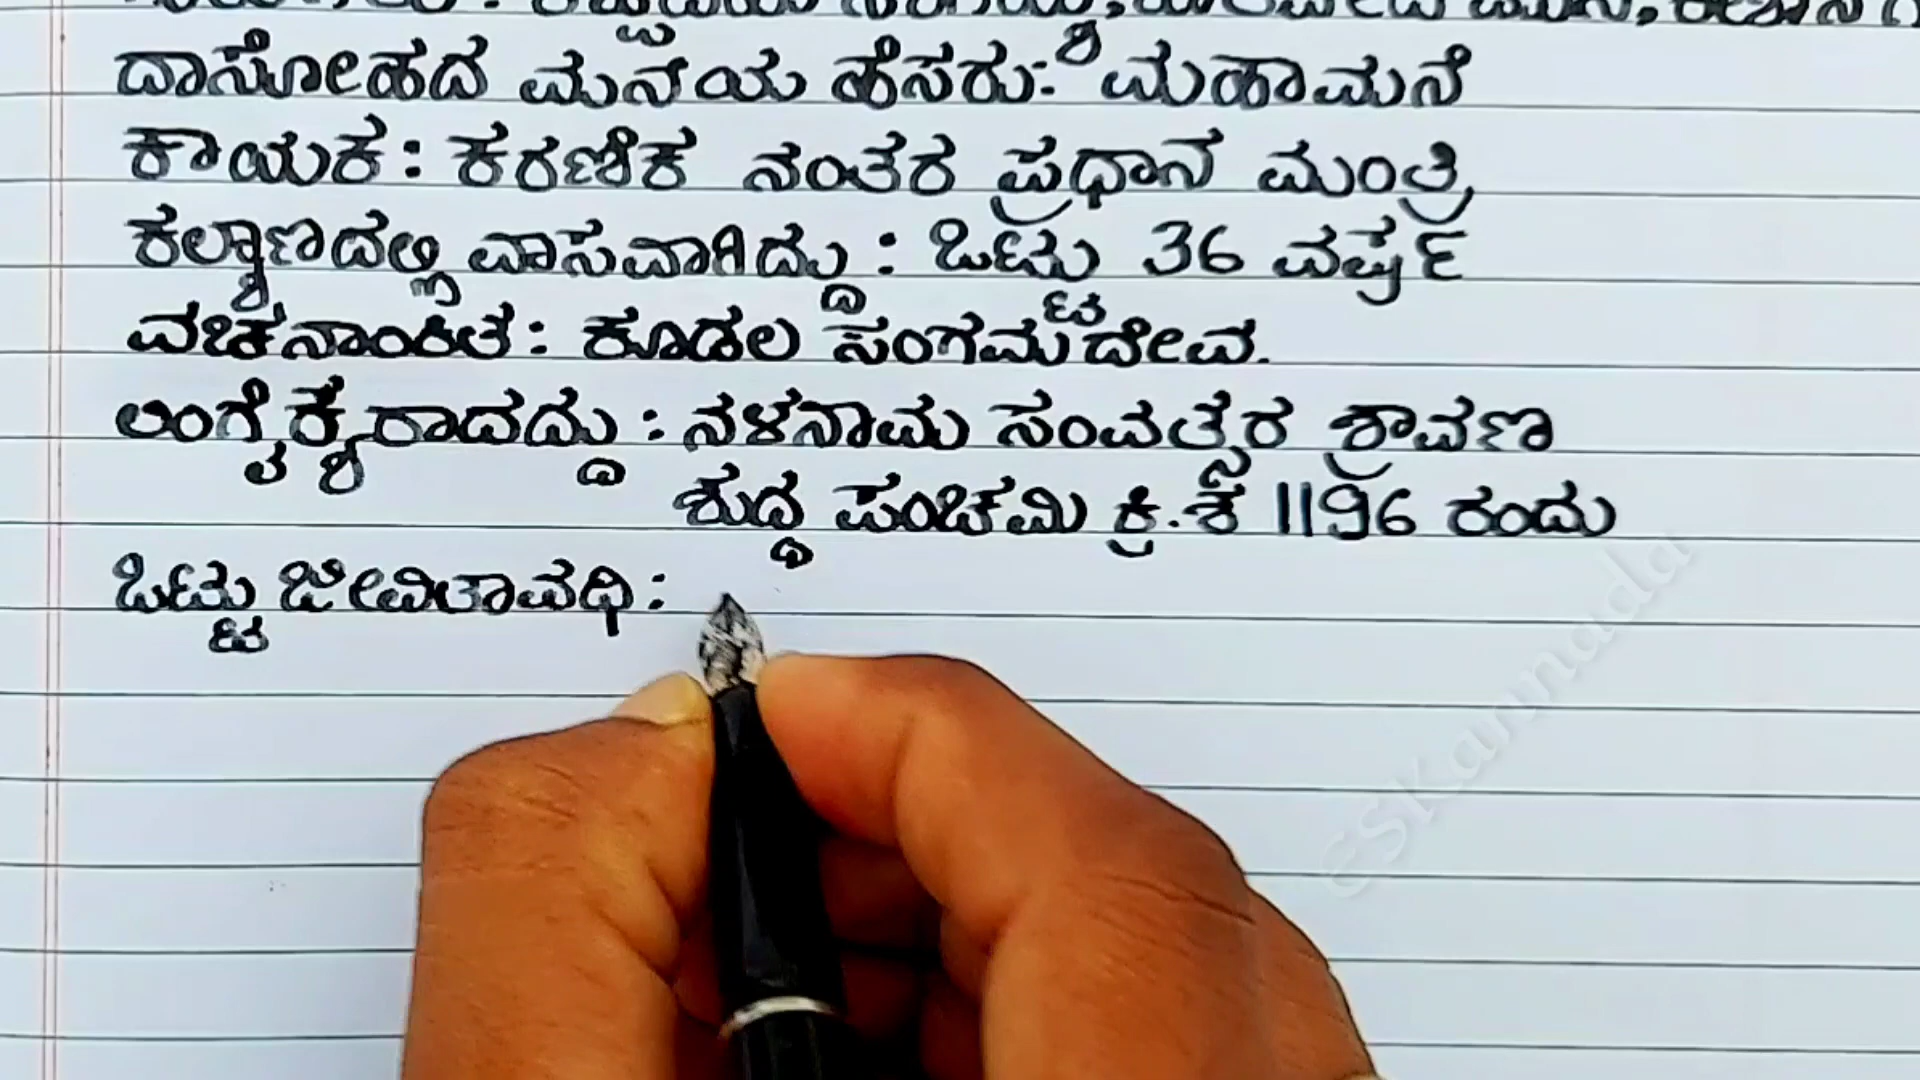 ದಾಸೋಹದ ಮನೆಯ ಹೆಸರು:- ಮಹಾಮನೆ
ಕಾಯಕ: ಕರಣಿಕ ನಂತರ ಪ್ರಧಾನ ಮಂತ್ರಿ
ಕಲ್ಯಾಣದಲ್ಲಿ ವಾಸವಾಗಿದ್ದು: ಒಟ್ಟು 36 ವರ್ಷ
ವಚನಾಂಕಿತ: ಕೂಡಲ ಸಂಗಮದೇವ.
ಲಿಂಗೈಕ್ಯರಾದದ್ದು: ನಳನಾಮ ಸಂವತ್ಸರ ಶ್ರಾವಣ
ಶುದ್ಧ ಪಂಚಮಿ ಕ್ರಿ.ಶ 1196 ರಂದು
ಒಟ್ಟು ಜೀವಿತಾವಧಿ:
eskannada